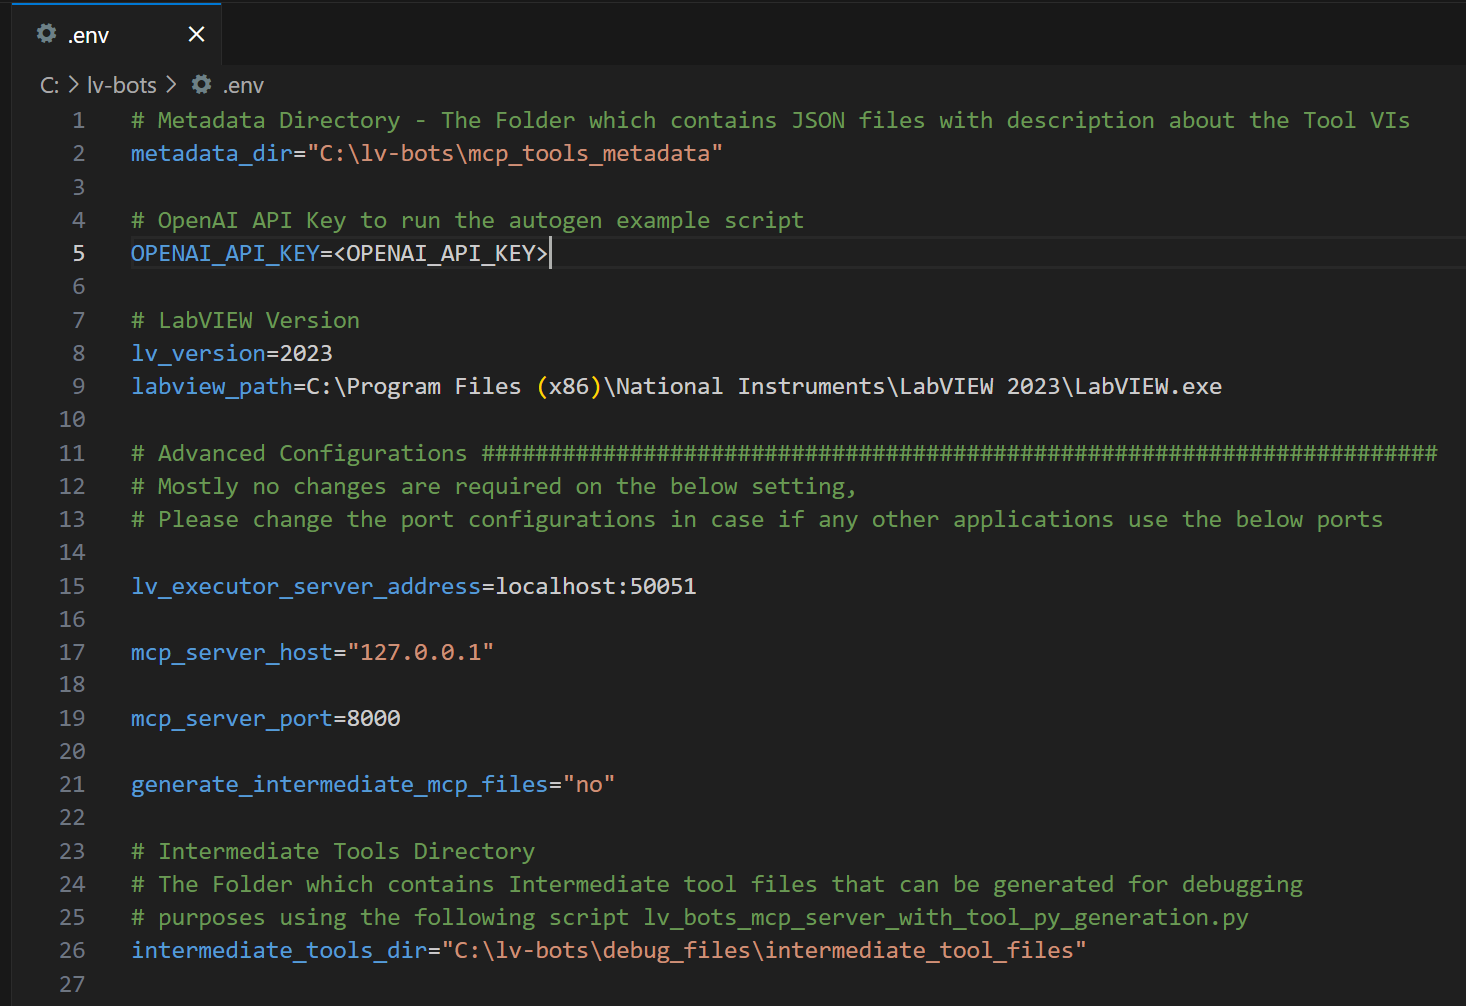 .env
C: > lv-bots > .env
1 # Metadata Directory - The Folder which contains JSON files with description about the Tool VIs
2 metadata_dir="C:\lv-bots\mcp_tools_metadata"
3
4 # OpenAI API Key to run the autogen example script
5 OPENAI_API_KEY=<OPENAI_API_KEY>
6
7 # LabVIEW Version
8 lv_version=2023
9 labview_path=C:\Program Files (x86)\National Instruments\LabVIEW 2023\LabVIEW.exe
10
11 # Advanced Configurations #######################################################################
12 # Mostly no changes are required on the below setting,
13 # Please change the port configurations in case if any other applications use the below ports
14
15 lv_executor_server_address=localhost:50051
16
17 mcp_server_host="127.0.0.1"
18
19 mcp_server_port=8000
20
21 generate_intermediate_mcp_files="no"
22
23 # Intermediate Tools Directory
24 # The Folder which contains Intermediate tool files that can be generated for debugging
25 # purposes using the following script lv_bots_mcp_server_with_tool_py_generation.py
26 intermediate_tools_dir="C:\lv-bots\debug_files\intermediate_tool_files"
27